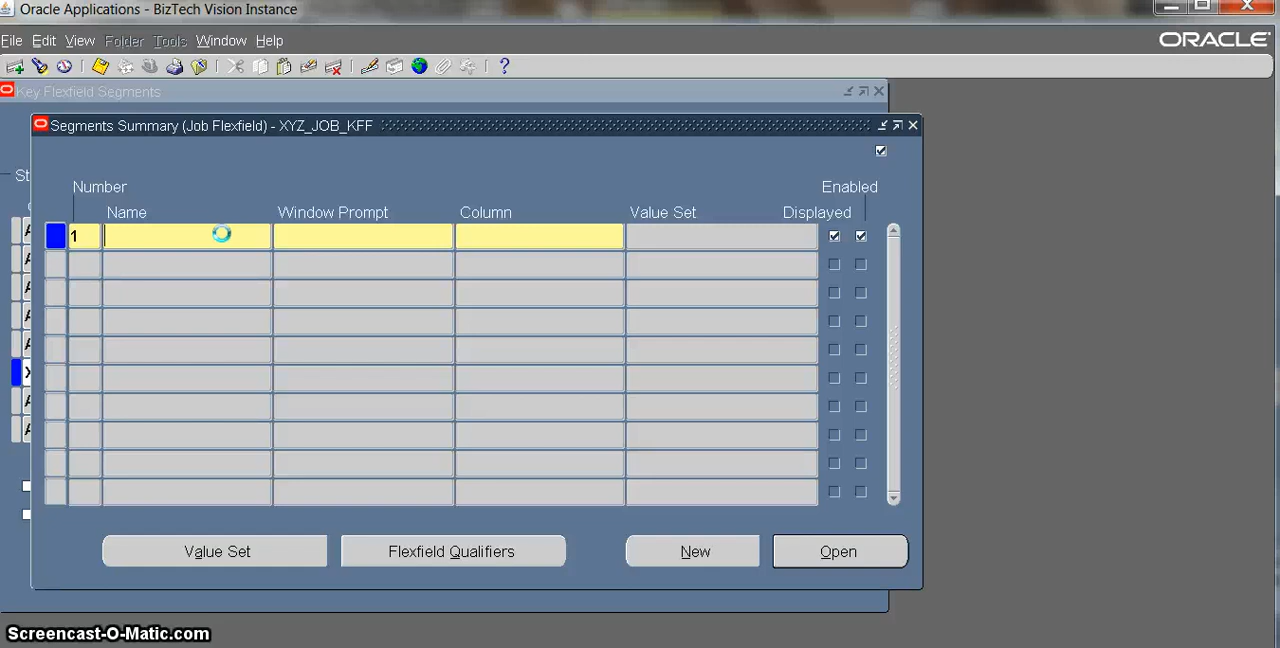 Oracle Applications - BizTech Vision Instance
File Edit View Folder Tools Window Help
ORACLE
Key Flexfield Segments
Segments Summary (Job Flexfield) - XYZ_JOB_KFF
St
Number
Enabled
Name
Window Prompt
Column
Value Set
Displayed
1
Value Set
Flexfield Qualifiers
New
Open
Screencast-O-Matic.com